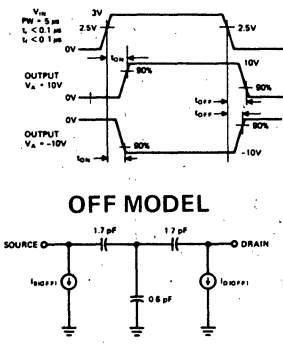 VIN
PW = 5 µs
tr < 0.1 µs
tf < 0.1 µs
3V
2.5V
2.5V
0V
tON
10V
OUTPUT
VA = 10V
90%
90%
0V
tOFF
tOFF
0V
90%
OUTPUT
VA = -10V
90%
-10V
tON
OFF MODEL
1.7 pF
1 7 pF
SOURCE
DRAIN
IS(OFF)
ID(OFF)
0.6 pF